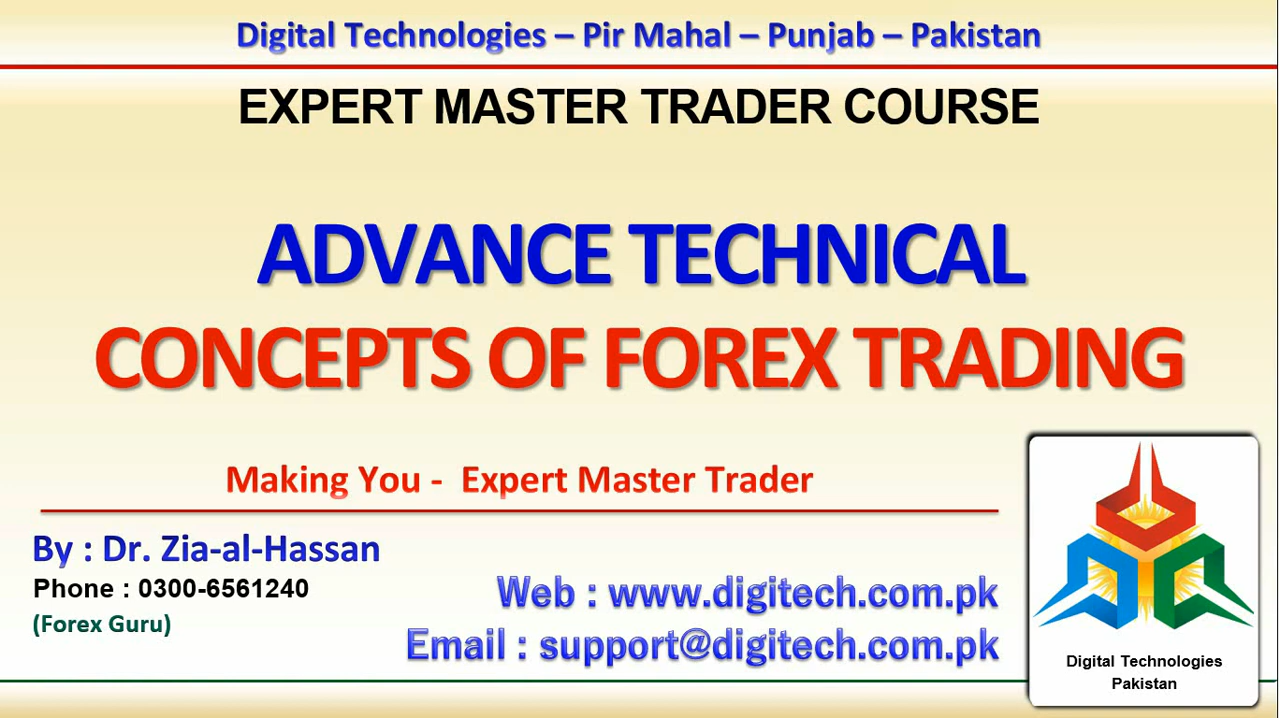 Digital Technologies – Pir Mahal – Punjab – Pakistan
EXPERT MASTER TRADER COURSE
ADVANCE TECHNICAL
CONCEPTS OF FOREX TRADING
Making You -  Expert Master Trader
By : Dr. Zia-al-Hassan
Phone : 0300-6561240
(Forex Guru)
Web : www.digitech.com.pk
Email : support@digitech.com.pk
Digital Technologies
Pakistan